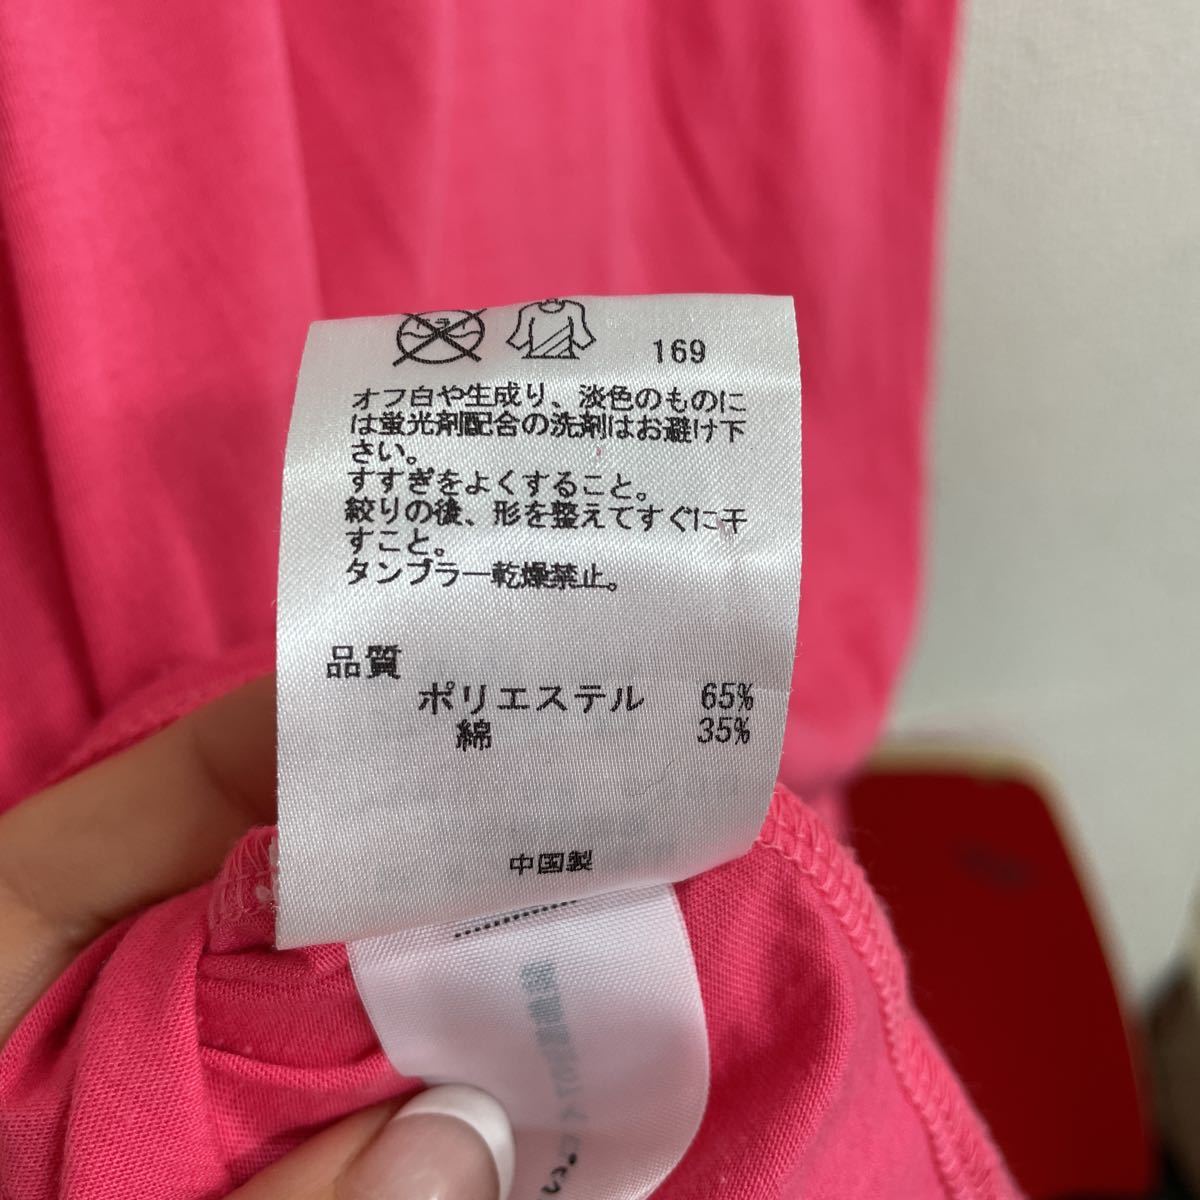 169
オフ白や生成り、淡色のものに
は蛍光剤配合の洗剤はお避け下
さい。
すすぎをよくすること。
絞りの後、形を整えてすぐに干
すこと。
タンブラー乾燥禁止。
品質
ポリエステル 65%
綿 35%
中国製